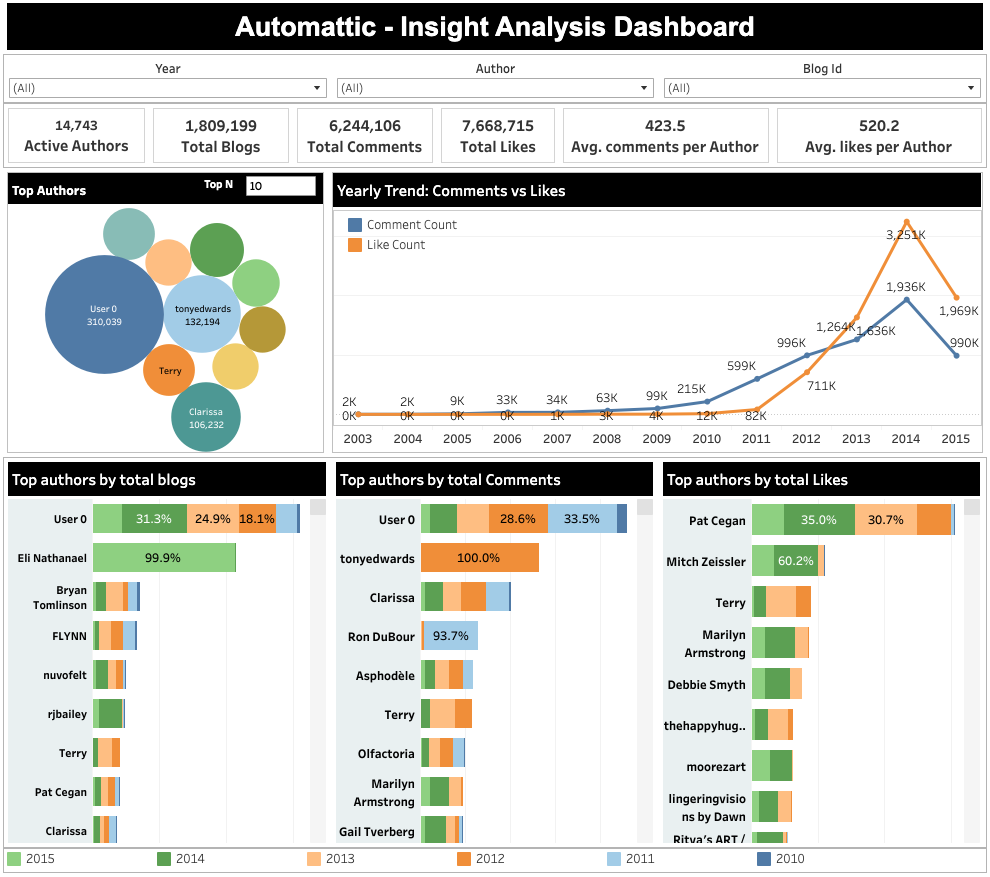 Automattic - Insight Analysis Dashboard
Year Author Blog Id
(All) (All) (All)
14,743 1,809,199 6,244,106 7,668,715 423.5 520.2
Active Authors Total Blogs Total Comments Total Likes Avg. comments per Author Avg. likes per Author
Top Authors Top N 10
User 0
310,039
tonyedwards
132,194
Terry
Clarissa
106,232
Yearly Trend: Comments vs Likes
Comment Count
Like Count
3,251K
1,936K
1,969K
1,264K 1,636K
996K 990K
599K
711K
215K
2K 2K 9K 33K 34K 63K 99K
0K 0K 0K 0K 1K 3K 4K 12K 82K
2003 2004 2005 2006 2007 2008 2009 2010 2011 2012 2013 2014 2015
Top authors by total blogs
User 0 31.3% 24.9% 18.1%
Eli Nathanael 99.9%
Bryan
Tomlinson
FLYNN
nuvofelt
rjbailey
Terry
Pat Cegan
Clarissa
Top authors by total Comments
User 0 28.6% 33.5%
tonyedwards 100.0%
Clarissa
Ron DuBour 93.7%
Asphodèle
Terry
Olfactoria
Marilyn
Armstrong
Gail Tverberg
Top authors by total Likes
Pat Cegan 35.0% 30.7%
Mitch Zeissler 60.2%
Terry
Marilyn
Armstrong
Debbie Smyth
thehappyhug..
moorezart
lingeringvisio
ns by Dawn
Ritva's ART /
2015 2014 2013 2012 2011 2010